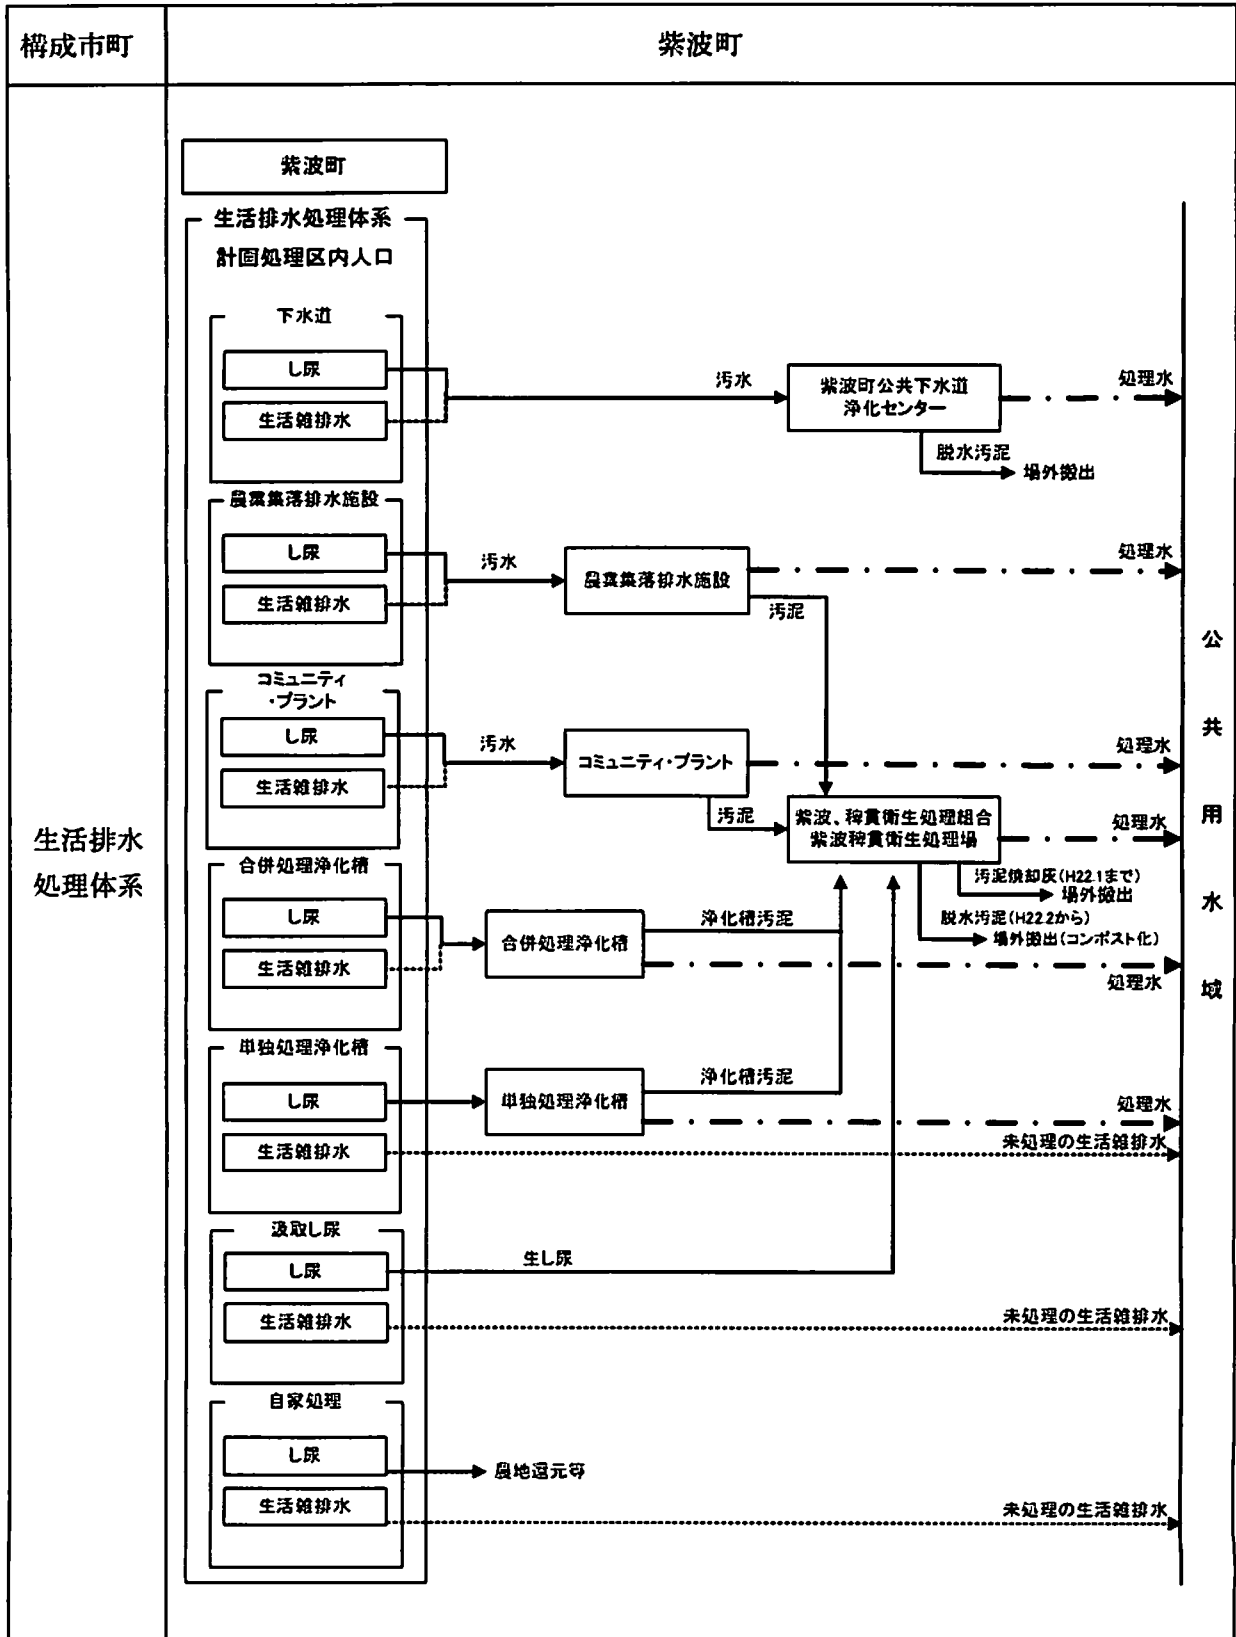 構成市町
紫波町
生活排水
処理体系
紫波町
生活排水処理体系
計画処理区内人口
下水道
し尿
生活雑排水
汚水
紫波町公共下水道
浄化センター
処理水
脱水汚泥
場外搬出
農業集落排水施設
し尿
生活雑排水
汚水
農業集落排水施設
処理水
汚泥
コミュニティ
・プラント
し尿
生活雑排水
汚水
コミュニティ・プラント
処理水
汚泥
紫波、稗貫衛生処理組合
紫波稗貫衛生処理場
処理水
汚泥焼却灰(H22.1まで)
場外搬出
脱水汚泥(H22.2から)
場外搬出(コンポスト化)
合併処理浄化槽
し尿
生活雑排水
合併処理浄化槽
浄化槽汚泥
処理水
単独処理浄化槽
し尿
生活雑排水
単独処理浄化槽
浄化槽汚泥
処理水
未処理の生活雑排水
汲取し尿
し尿
生活雑排水
生し尿
未処理の生活雑排水
自家処理
し尿
生活雑排水
農地還元等
未処理の生活雑排水
公共用水域